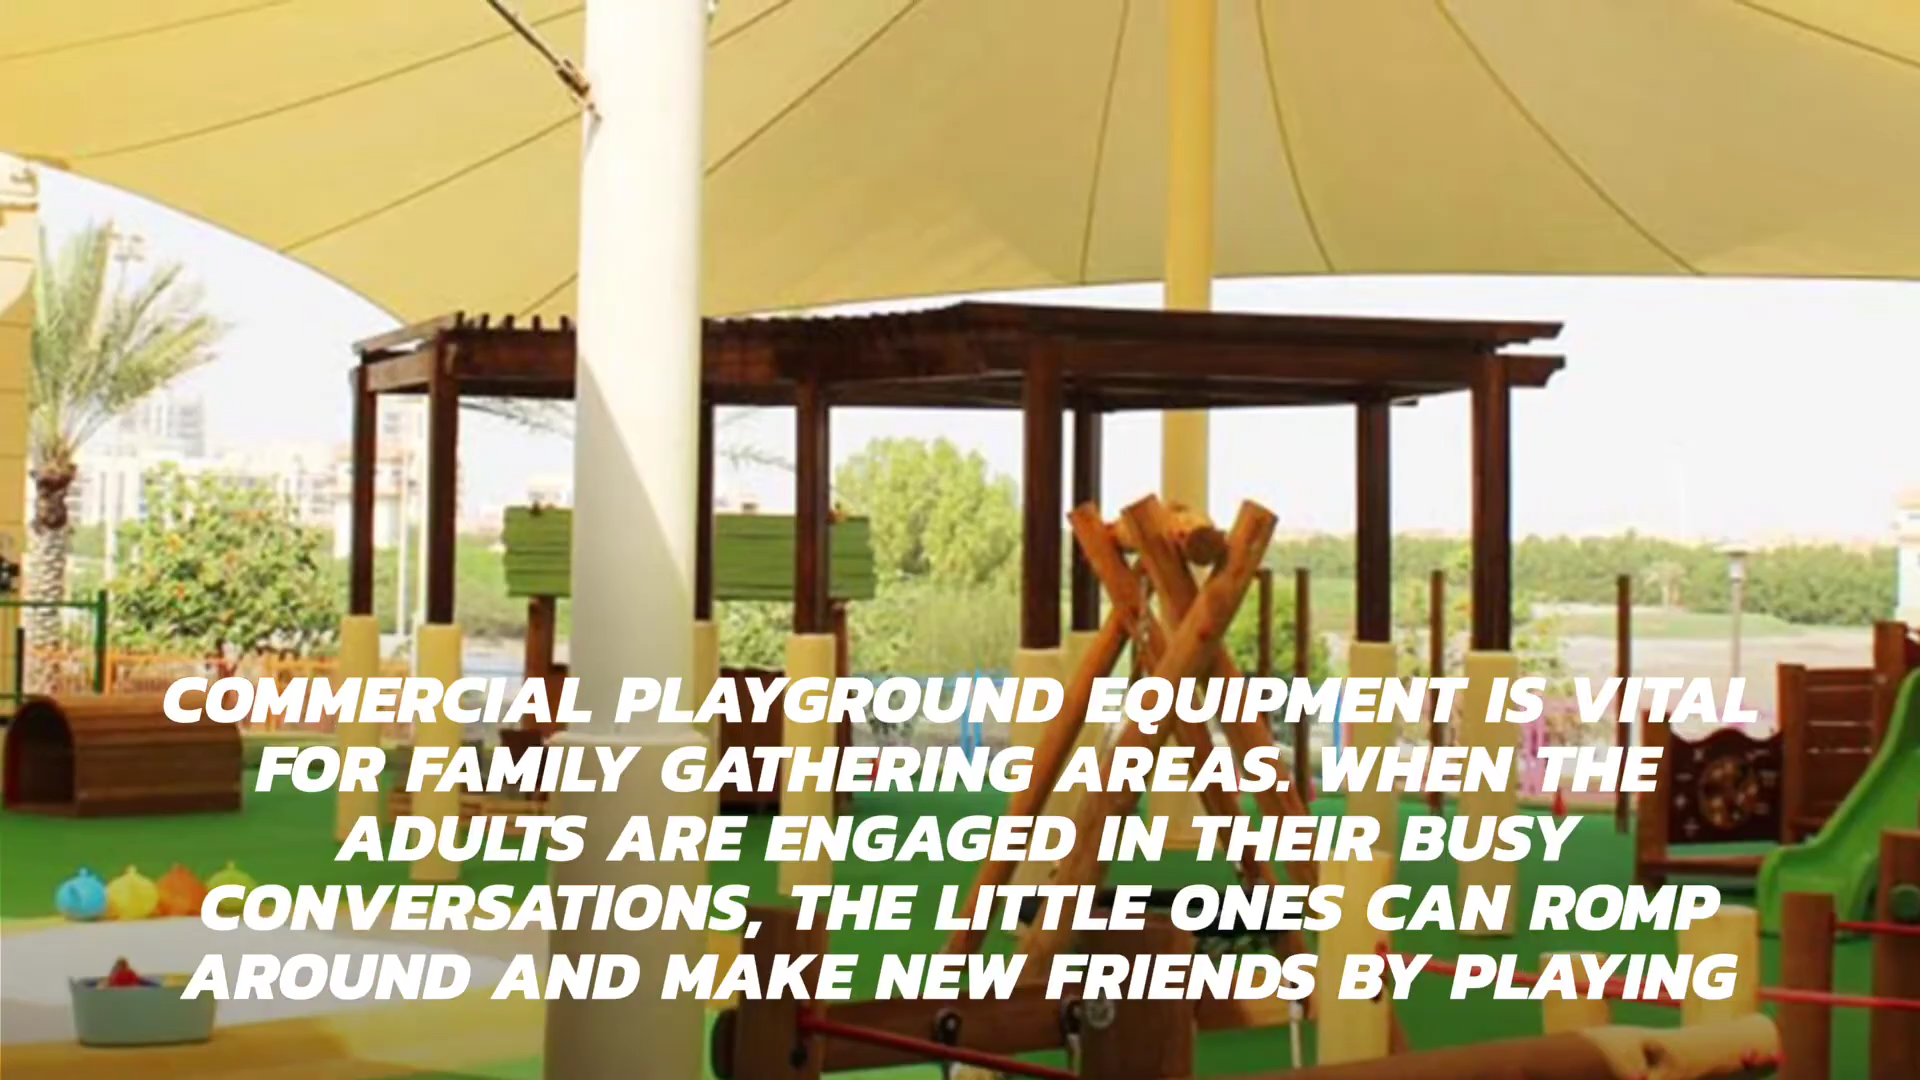 COMMERCIAL PLAYGROUND EQUIPMENT IS VITAL
FOR FAMILY GATHERING AREAS. WHEN THE
ADULTS ARE ENGAGED IN THEIR BUSY
CONVERSATIONS, THE LITTLE ONES CAN ROMP
AROUND AND MAKE NEW FRIENDS BY PLAYING